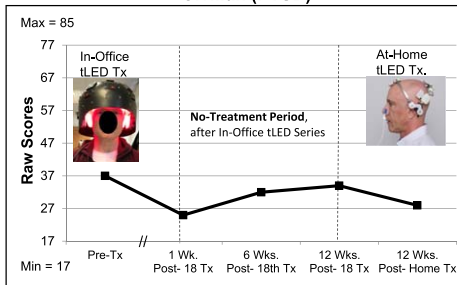 Max = 85
77
67
57
47
37
27
17
Min = 17
Raw Scores
In-Office
tLED Tx
No-Treatment Period,
after In-Office tLED Series
At-Home
tLED Tx.
Pre-Tx
//
1 Wk.
Post- 18 Tx
6 Wks.
Post- 18th Tx
12 Wks.
Post- 18 Tx
12 Wks.
Post- Home Tx